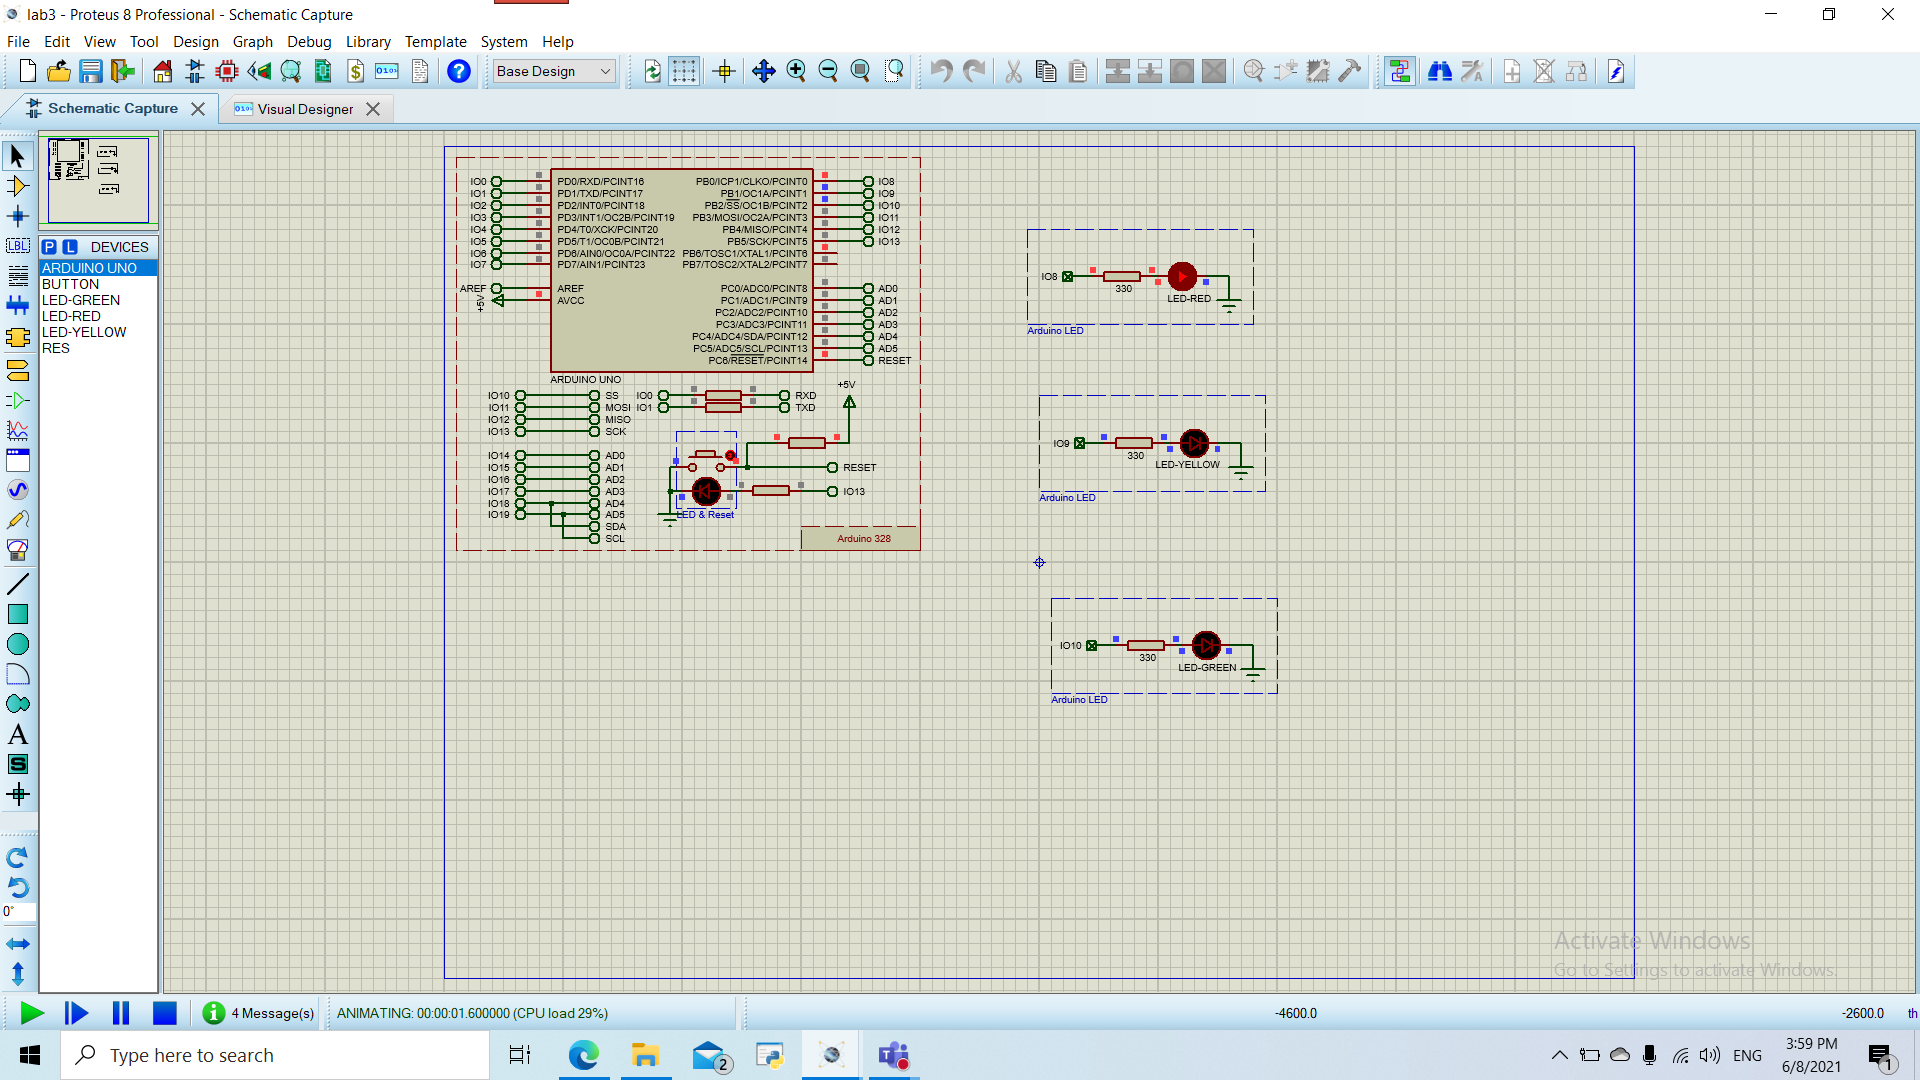 lab3 - Proteus 8 Professional - Schematic Capture
File Edit View Tool Design Graph Debug Library Template System Help
Base Design
Schematic Capture
Visual Designer
P L DEVICES
ARDUINO UNO
BUTTON
LED-GREEN
LED-RED
LED-YELLOW
RES
LBL
A
S
0°
IO0 PD0/RXD/PCINT16 PB0/ICP1/CLKO/PCINT0 IO8
IO1 PD1/TXD/PCINT17 PB1/OC1A/PCINT1 IO9
IO2 PD2/INT0/PCINT18 PB2/SS/OC1B/PCINT2 IO10
IO3 PD3/INT1/OC2B/PCINT19 PB3/MOSI/OC2A/PCINT3 IO11
IO4 PD4/T0/XCK/PCINT20 PB4/MISO/PCINT4 IO12
IO5 PD5/T1/OC0B/PCINT21 PB5/SCK/PCINT5 IO13
IO6 PD6/AIN0/OC0A/PCINT22 PB6/TOSC1/XTAL1/PCINT6
IO7 PD7/AIN1/PCINT23 PB7/TOSC2/XTAL2/PCINT7
AREF AREF PC0/ADC0/PCINT8 AD0
+5V AVCC PC1/ADC1/PCINT9 AD1
PC2/ADC2/PCINT10 AD2
PC3/ADC3/PCINT11 AD3
PC4/ADC4/SDA/PCINT12 AD4
PC5/ADC5/SCL/PCINT13 AD5
PC6/RESET/PCINT14 RESET
ARDUINO UNO
+5V
IO10 SS IO0 RXD
IO11 MOSI IO1 TXD
IO12 MISO
IO13 SCK
IO14 AD0
IO15 AD1 RESET
IO16 AD2
IO17 AD3 IO13
IO18 AD4
IO19 AD5 LED & Reset
SDA
SCL
Arduino 328
IO8
330
LED-RED
Arduino LED
IO9
330
LED-YELLOW
Arduino LED
IO10
330
LED-GREEN
Arduino LED
Activate Windows
Go to Settings to activate Windows.
4 Message(s)
ANIMATING: 00:00:01.600000 (CPU load 29%)
-4600.0
-2600.0
th
Type here to search
2
ENG
3:59 PM
6/8/2021
1